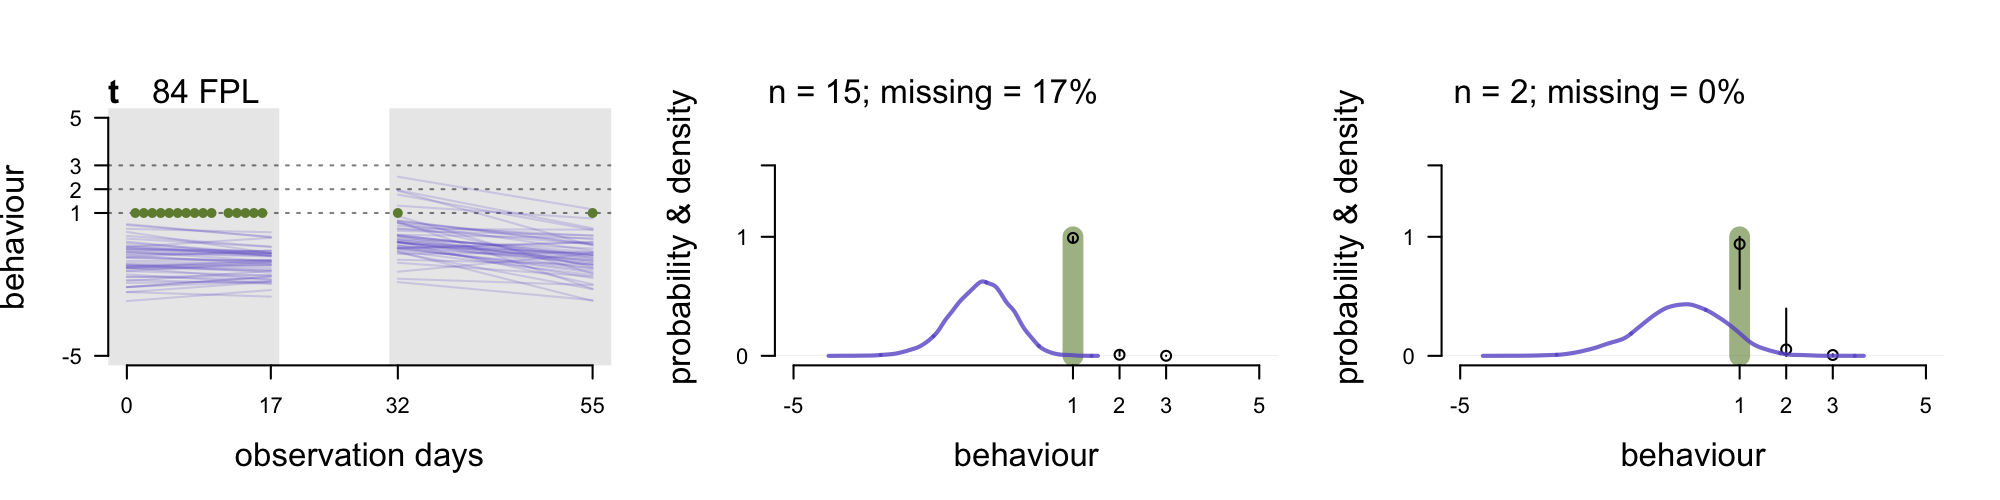 t 84 FPL
behaviour
5
3
2
1
-5
0 17 32 55
observation days
n = 15; missing = 17%
probability & density
1
0
-5 1 2 3 5
behaviour
n = 2; missing = 0%
probability & density
1
0
-5 1 2 3 5
behaviour